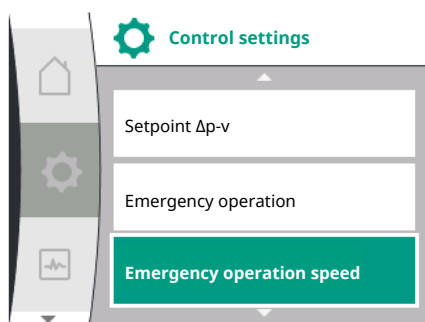 Control settings
Setpoint Δp-v
Emergency operation
Emergency operation speed